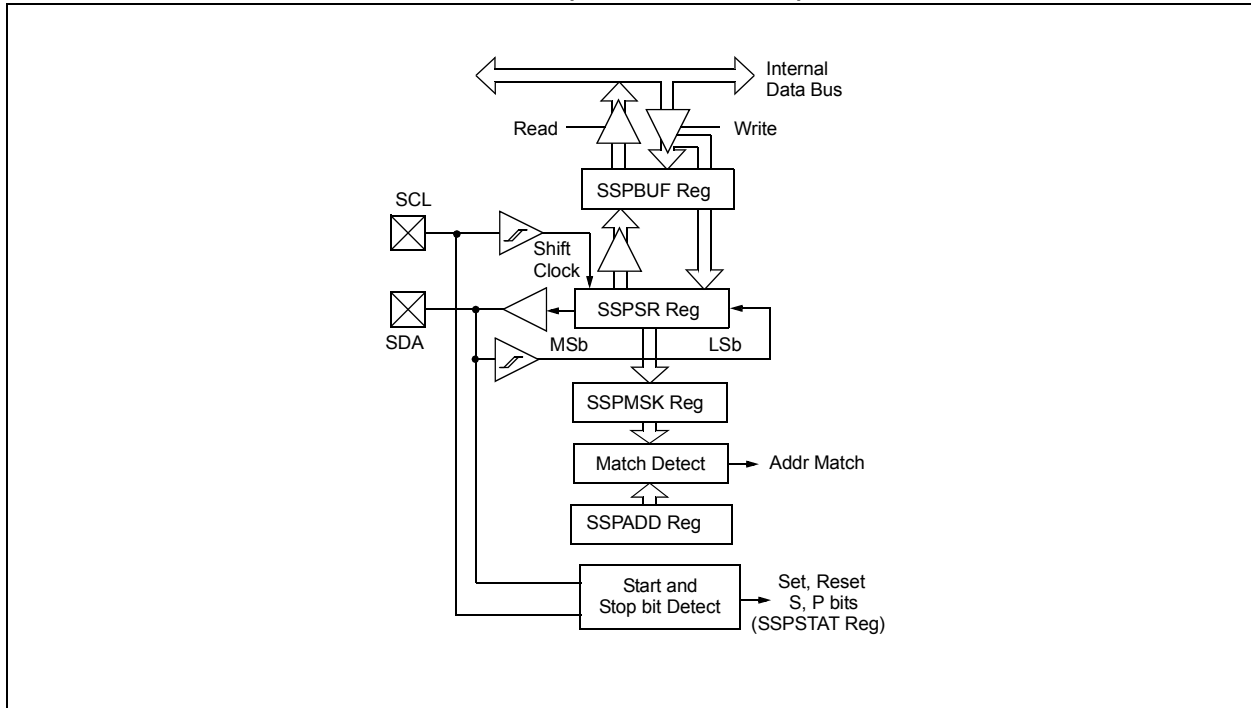 Internal
Data Bus
Read
Write
SSPBUF Reg
SCL
Shift
Clock
SSPSR Reg
SDA
MSb
LSb
SSPMSK Reg
Match Detect
Addr Match
SSPADD Reg
Start and
Stop bit Detect
Set, Reset
S, P bits
(SSPSTAT Reg)